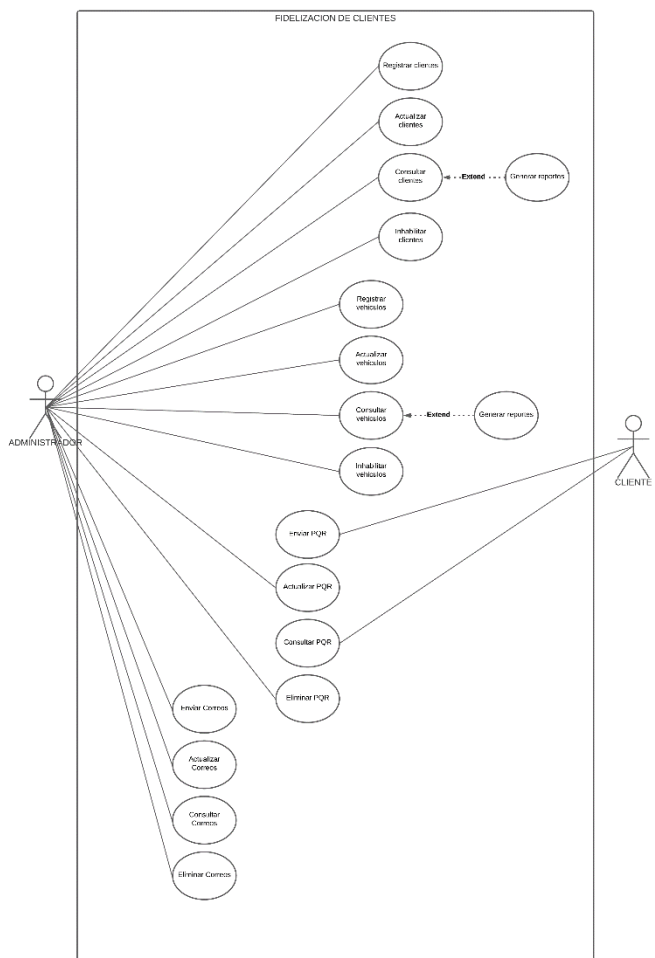 FIDELIZACION DE CLIENTES
Registrar clientes
Actualizar
clientes
Consultar
clientes
Extend
Generar reportes
Inhabilitar
clientes
Registrar
vehiculos
Actualizar
vehiculos
Consultar
vehiculos
Extend
Generar reportes
ADMINISTRADOR
Inhabilitar
vehiculos
CLIENTE
Enviar PQR
Actualizar PQR
Consultar PQR
Eliminar PQR
Enviar Correos
Actualizar
Correos
Consultar
Correos
Eliminar Correos